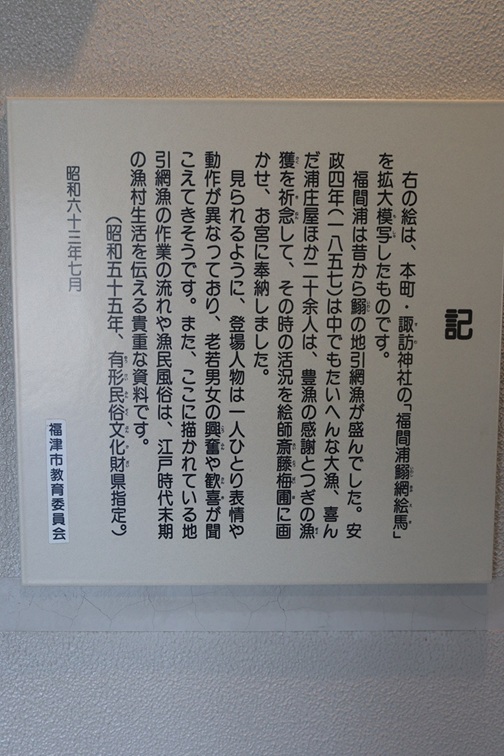 記
右の絵は、本町・諏訪神社の「福間浦鰯網絵馬」
を拡大模写したものです。
福間浦は昔から鰯の地引網漁が盛んでした。安
政四年(一八五七)は中でもたいへんな大漁、喜ん
だ浦庄屋ほか二十余人は、豊漁の感謝とつぎの漁
獲を祈念して、その時の活況を絵師斎藤梅圃に画
かせ、お宮に奉納しました。
見られるように、登場人物は一人ひとり表情や
動作が異なっており、老若男女の興奮や歓喜が聞
こえてきそうです。また、ここに描かれている地
引網漁の作業の流れや漁民風俗は、江戸時代末期
の漁村生活を伝える貴重な資料です。
(昭和五十五年、有形民俗文化財県指定。)
昭和六十三年七月
福津市教育委員会